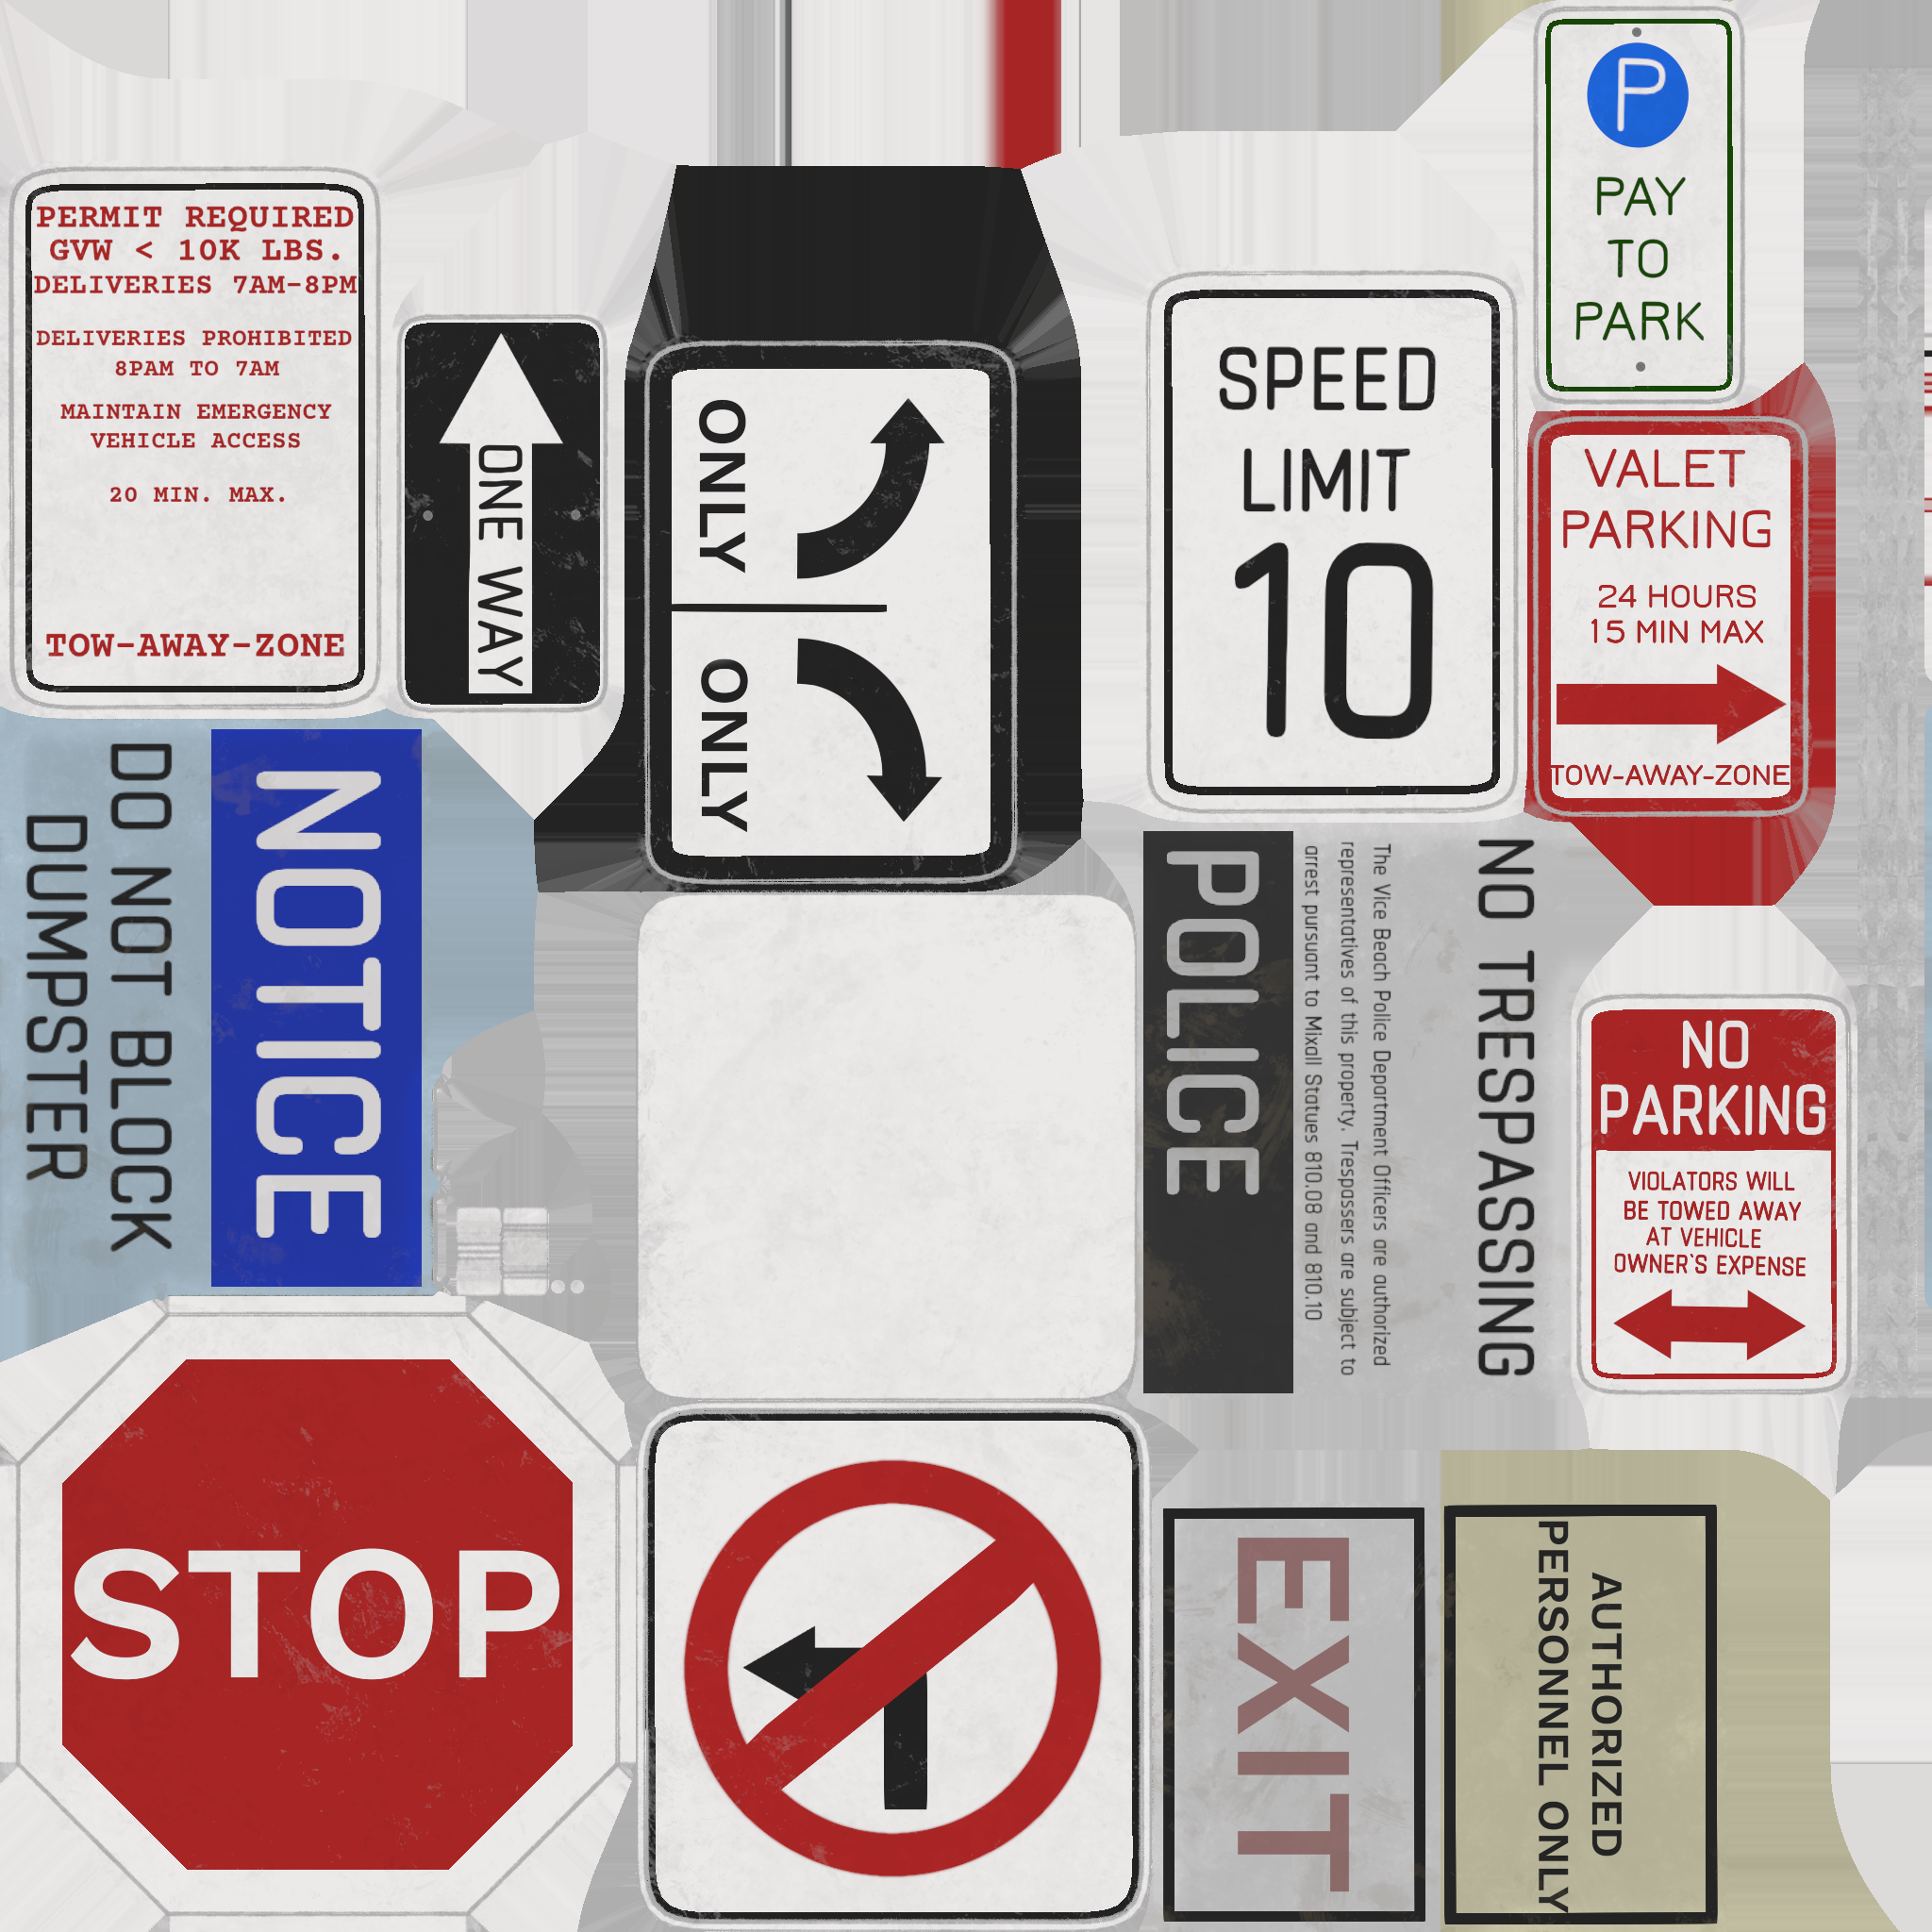 PERMIT REQUIRED
GVW < 10K LBS.
DELIVERIES 7AM-8PM
DELIVERIES PROHIBITED
8PAM TO 7AM
MAINTAIN EMERGENCY
VEHICLE ACCESS
20 MIN. MAX.
TOW-AWAY-ZONE
ONE WAY
ONLY
ONLY
SPEED
LIMIT
10
P
PAY
TO
PARK
VALET
PARKING
24 HOURS
15 MIN MAX
TOW-AWAY-ZONE
NOTICE
DO NOT BLOCK
DUMPSTER
NO TRESPASSING
The Vice Beach Police Department Officers are authorized
representatives of this property. Trespassers are subject to
arrest pursuant to Mixall Statues 810.08 and 810.10
POLICE
NO
PARKING
VIOLATORS WILL
BE TOWED AWAY
AT VEHICLE
OWNER'S EXPENSE
STOP
EXIT
AUTHORIZED
PERSONNEL ONLY